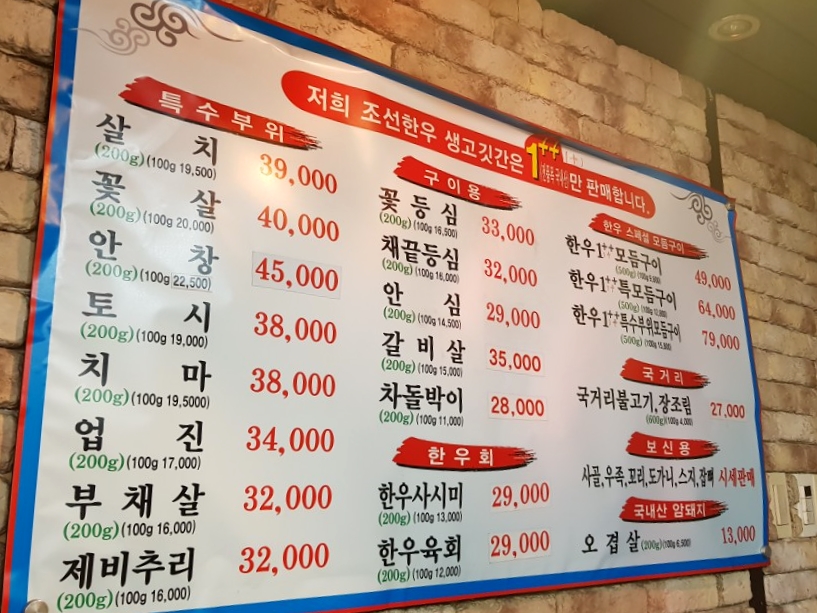 저희 조선한우 생고깃간은 1++ 만 판매합니다.
특수부위
살치 39,000
(200g)(100g 19,500)
꽃살 40,000
(200g)(100g 20,000)
안창 45,000
(200g)(100g 22,500)
토시 38,000
(200g)(100g 19,000)
치마 38,000
(200g)(100g 19,5000)
업진 34,000
(200g)(100g 17,000)
부채살 32,000
(200g)(100g 16,000)
제비추리 32,000
(200g)(100g 16,000)
구이용
꽃등심 33,000
(200g)(100g 16,500)
채끝등심 32,000
(200g)(100g 16,000)
안심 29,000
(200g)(100g 14,500)
갈비살 35,000
(200g)(100g 15,000)
차돌박이 28,000
(200g)(100g 11,000)
한우회
한우사시미 29,000
(200g)(100g 13,000)
한우육회 29,000
(200g)(100g 12,000)
한우 스페셜 모듬구이
한우1++모듬구이 49,000
(500g)
한우1++특모듬구이 64,000
(500g)
한우1++특수부위모듬구이 79,000
(500g)
국거리
국거리불고기,장조림 27,000
(600g)(100g 4,000)
보신용
사골,우족,꼬리,도가니,스지,잡뼈 시세판매
국내산 암돼지
오겹살(200g)(100g 6,500) 13,000